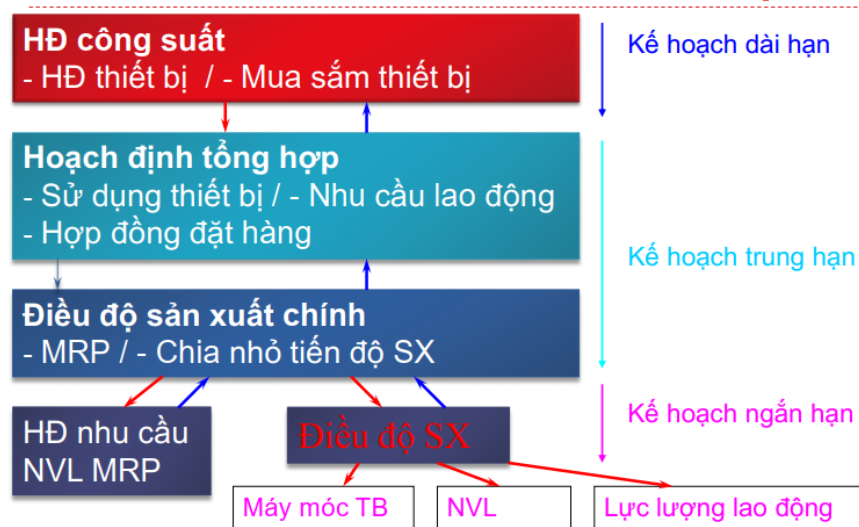 HĐ công suất
- HĐ thiết bị / - Mua sắm thiết bị
Kế hoạch dài hạn
Hoạch định tổng hợp
- Sử dụng thiết bị / - Nhu cầu lao động
- Hợp đồng đặt hàng
Kế hoạch trung hạn
Điều độ sản xuất chính
- MRP / - Chia nhỏ tiến độ SX
HĐ nhu cầu
NVL MRP
Điều độ SX
Kế hoạch ngắn hạn
Máy móc TB
NVL
Lực lượng lao động